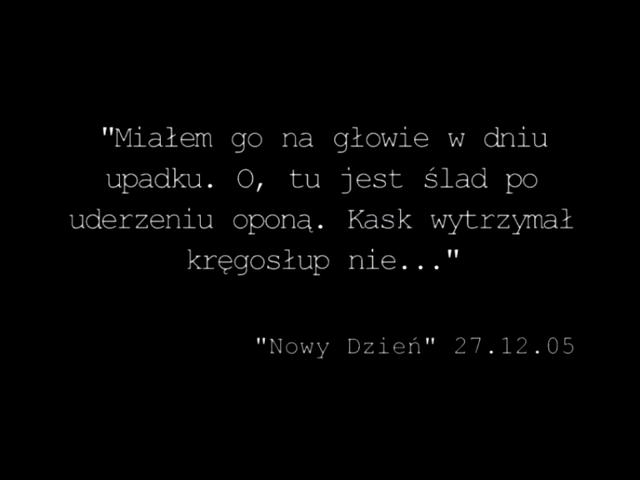 "Miałem go na głowie w dniu
upadku. O, tu jest ślad po
uderzeniu oponą. Kask wytrzymał
kręgosłup nie..."
"Nowy Dzień" 27.12.05